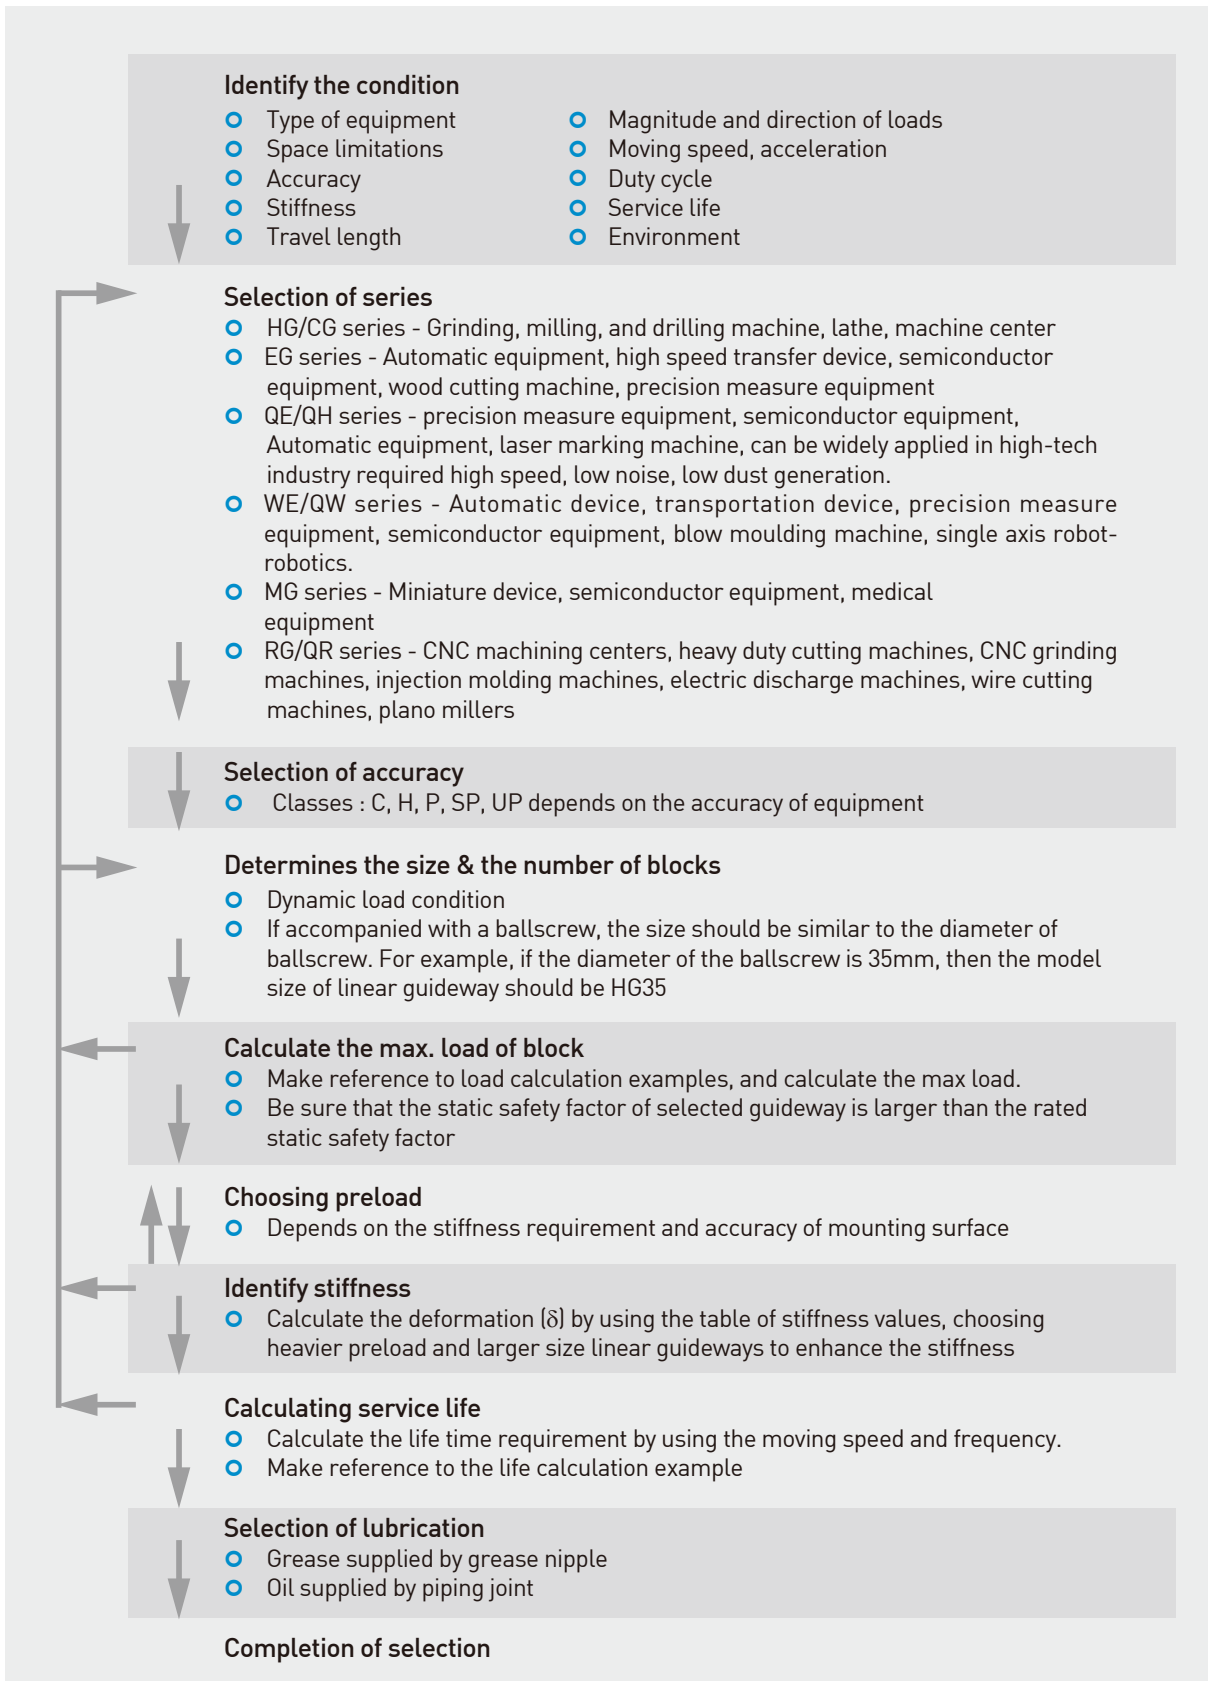 Identify the condition
Type of equipment
Space limitations
Accuracy
Stiffness
Travel length
Magnitude and direction of loads
Moving speed, acceleration
Duty cycle
Service life
Environment
Selection of series
HG/CG series - Grinding, milling, and drilling machine, lathe, machine center
EG series - Automatic equipment, high speed transfer device, semiconductor
equipment, wood cutting machine, precision measure equipment
QE/QH series - precision measure equipment, semiconductor equipment,
Automatic equipment, laser marking machine, can be widely applied in high-tech
industry required high speed, low noise, low dust generation.
WE/QW series - Automatic device, transportation device, precision measure
equipment, semiconductor equipment, blow moulding machine, single axis robot-
robotics.
MG series - Miniature device, semiconductor equipment, medical
equipment
RG/QR series - CNC machining centers, heavy duty cutting machines, CNC grinding
machines, injection molding machines, electric discharge machines, wire cutting
machines, plano millers
Selection of accuracy
Classes : C, H, P, SP, UP depends on the accuracy of equipment
Determines the size & the number of blocks
Dynamic load condition
If accompanied with a ballscrew, the size should be similar to the diameter of
ballscrew. For example, if the diameter of the ballscrew is 35mm, then the model
size of linear guideway should be HG35
Calculate the max. load of block
Make reference to load calculation examples, and calculate the max load.
Be sure that the static safety factor of selected guideway is larger than the rated
static safety factor
Choosing preload
Depends on the stiffness requirement and accuracy of mounting surface
Identify stiffness
Calculate the deformation (δ) by using the table of stiffness values, choosing
heavier preload and larger size linear guideways to enhance the stiffness
Calculating service life
Calculate the life time requirement by using the moving speed and frequency.
Make reference to the life calculation example
Selection of lubrication
Grease supplied by grease nipple
Oil supplied by piping joint
Completion of selection